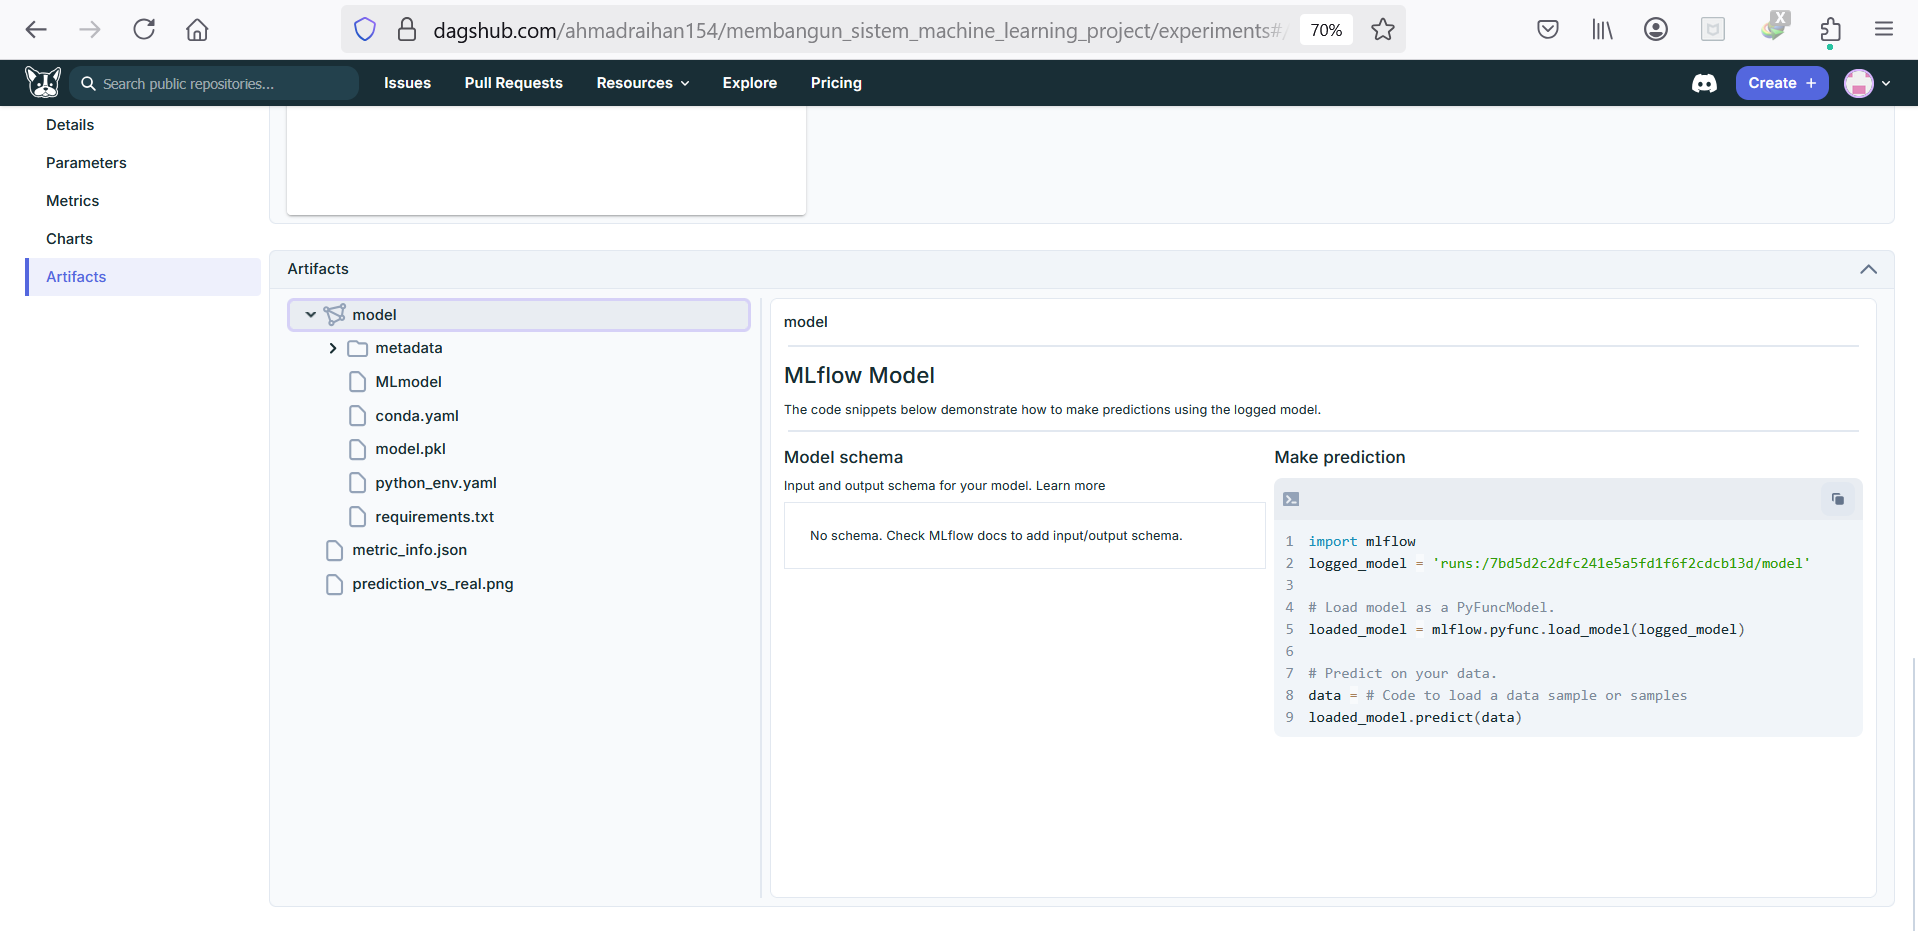 dagshub.com/ahmadraihan154/membangun_sistem_machine_learning_project/experiments#/
70%
X
Search public repositories...
Issues
Pull Requests
Resources
Explore
Pricing
Create +
Details
Parameters
Metrics
Charts
Artifacts
Artifacts
model
metadata
MLmodel
conda.yaml
model.pkl
python_env.yaml
requirements.txt
metric_info.json
prediction_vs_real.png
model
MLflow Model
The code snippets below demonstrate how to make predictions using the logged model.
Model schema
Input and output schema for your model. Learn more
No schema. Check MLflow docs to add input/output schema.
Make prediction
1 import mlflow
2 logged_model = 'runs:/7bd5d2c2dfc241e5a5fd1f6f2cdcb13d/model'
3
4 # Load model as a PyFuncModel.
5 loaded_model = mlflow.pyfunc.load_model(logged_model)
6
7 # Predict on your data.
8 data = # Code to load a data sample or samples
9 loaded_model.predict(data)